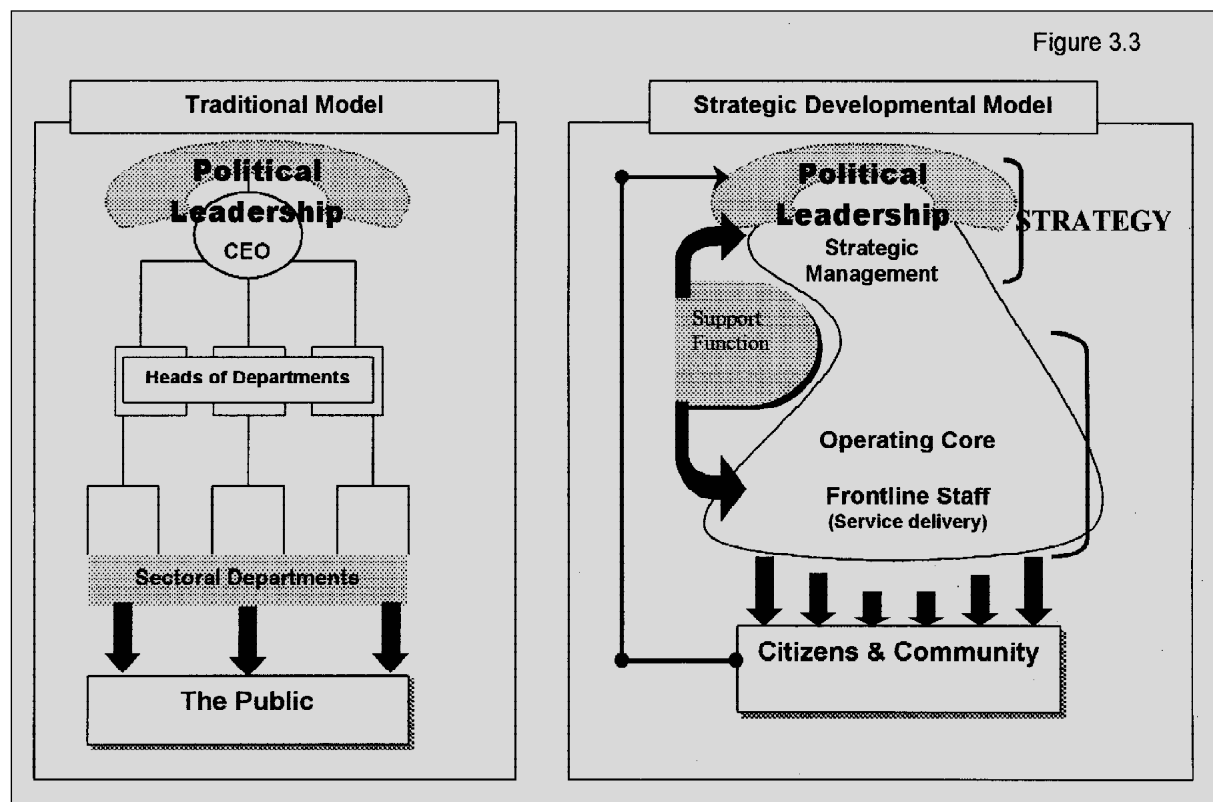 Figure 3.3
Traditional Model
Political
Leadership
CEO
Heads of Departments
Sectoral Departments
The Public
Strategic Developmental Model
Political
Leadership
STRATEGY
Strategic
Management
Support
Function
Operating Core
Frontline Staff
(Service delivery)
Citizens & Community